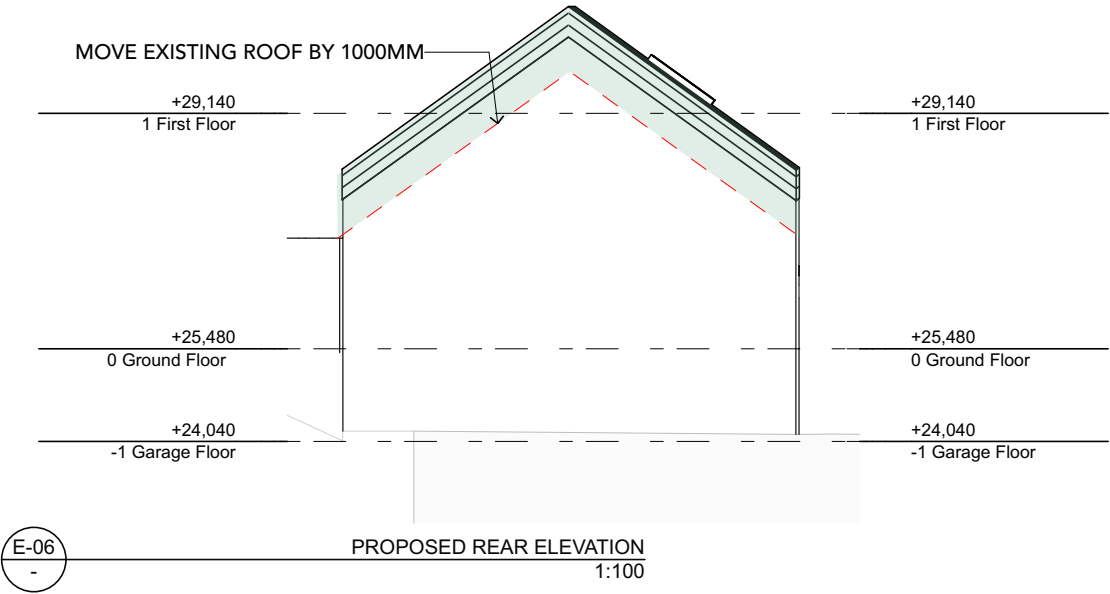 MOVE EXISTING ROOF BY 1000MM
+29,140
1 First Floor
+29,140
1 First Floor
+25,480
0 Ground Floor
+25,480
0 Ground Floor
+24,040
-1 Garage Floor
+24,040
-1 Garage Floor
E-06
-
PROPOSED REAR ELEVATION
1:100